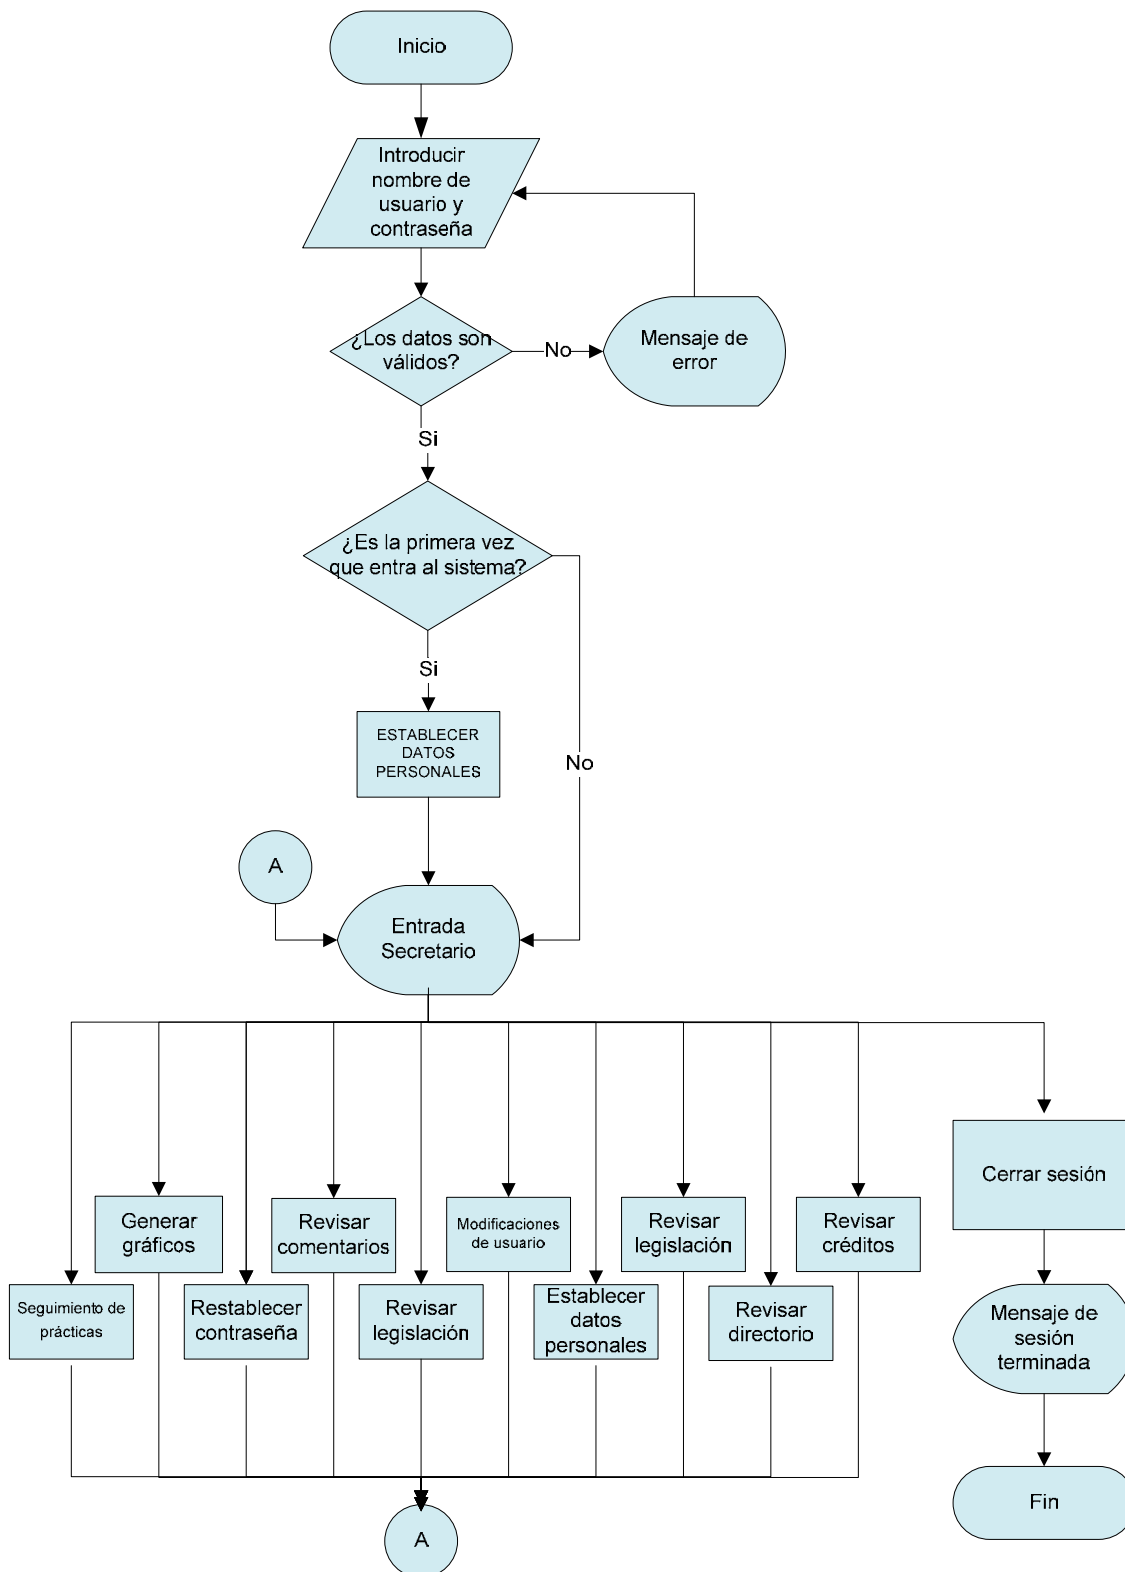 Inicio
Introducir
nombre de
usuario y
contraseña
¿Los datos son
válidos?
No
Mensaje de
error
Si
¿Es la primera vez
que entra al sistema?
Si
ESTABLECER
DATOS
PERSONALES
No
A
Entrada
Secretario
Cerrar sesión
Generar
gráficos
Revisar
comentarios
Modificaciones
de usuario
Revisar
legislación
Revisar
créditos
Seguimiento de
prácticas
Restablecer
contraseña
Revisar
legislación
Establecer
datos
personales
Revisar
directorio
Mensaje de
sesión
terminada
Fin
A